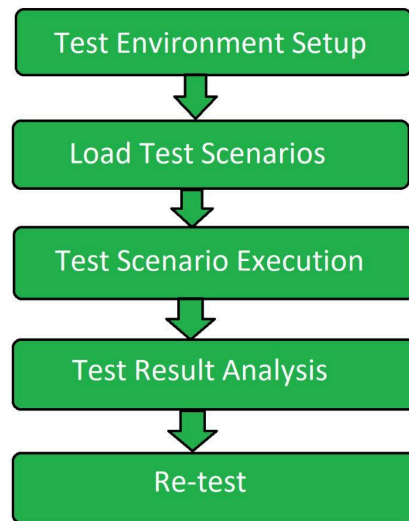 Test Environment Setup
Load Test Scenarios
Test Scenario Execution
Test Result Analysis
Re-test